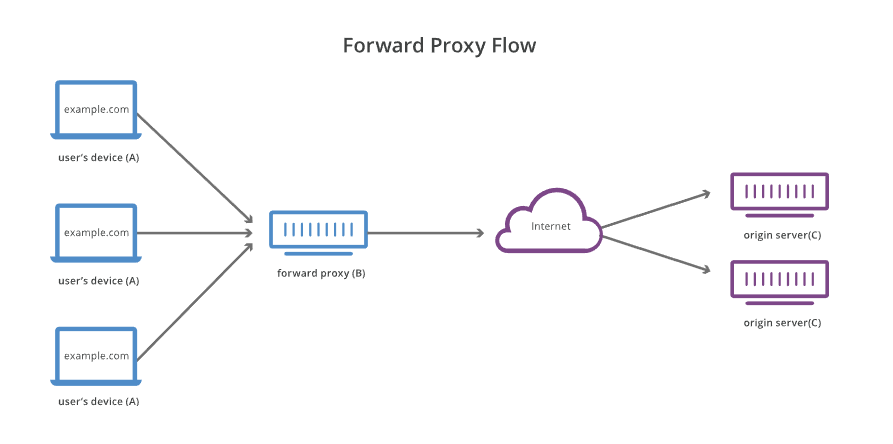 Forward Proxy Flow
example.com
user's device (A)
example.com
user's device (A)
example.com
user's device (A)
forward proxy (B)
Internet
origin server(C)
origin server(C)